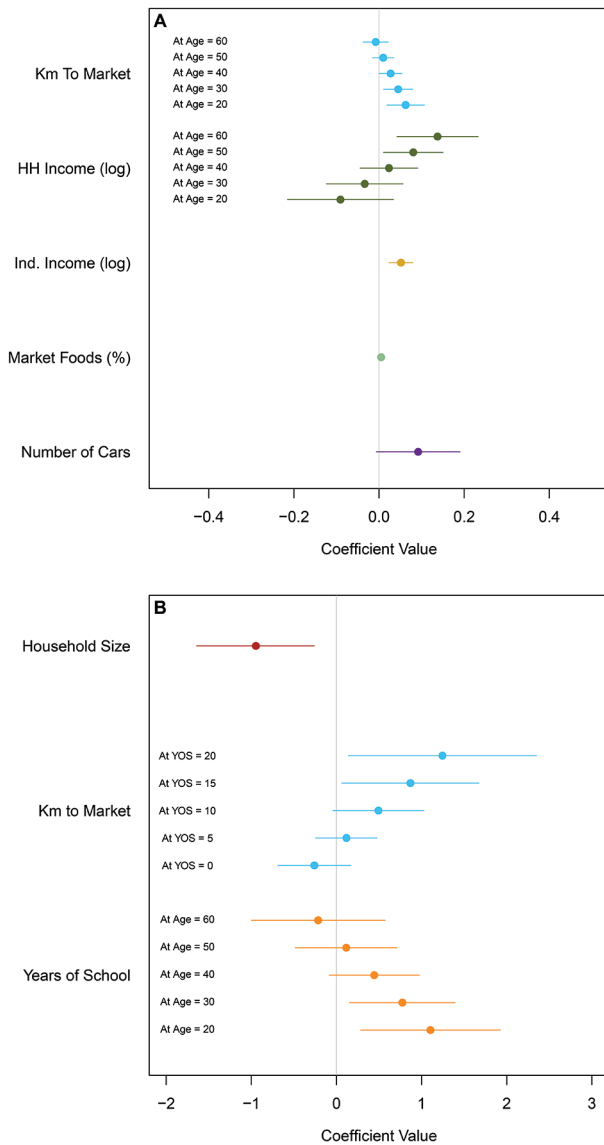 A
At Age = 60
At Age = 50
Km To Market
At Age = 40
At Age = 30
At Age = 20
At Age = 60
At Age = 50
HH Income (log)
At Age = 40
At Age = 30
At Age = 20
Ind. Income (log)
Market Foods (%)
Number of Cars
−0.4 −0.2 0.0 0.2 0.4
Coefficient Value
B
Household Size
At YOS = 20
At YOS = 15
Km to Market
At YOS = 10
At YOS = 5
At YOS = 0
At Age = 60
At Age = 50
Years of School
At Age = 40
At Age = 30
At Age = 20
−2 −1 0 1 2 3
Coefficient Value